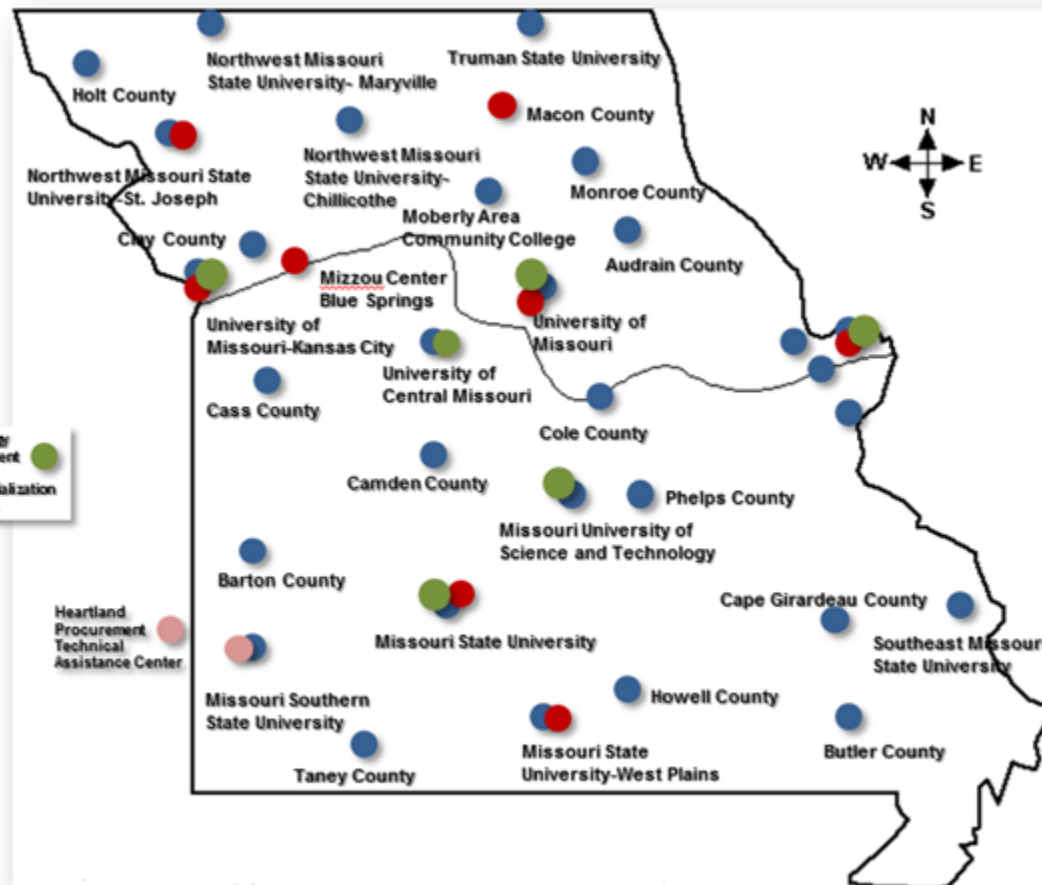 Northwest Missouri
State University- Maryville
Truman State University
Holt County
Macon County
N
W
E
S
Northwest Missouri State
University-St. Joseph
Northwest Missouri
State University-
Chillicothe
Monroe County
Moberly Area
Community College
Clay County
Audrain County
Mizzou Center
Blue Springs
University of
Missouri-Kansas City
University of
Missouri
University of
Central Missouri
Cass County
Cole County
Camden County
Phelps County
Missouri University of
Science and Technology
Barton County
Heartland
Procurement
Technical
Assistance Center
Missouri State University
Cape Girardeau County
Southeast Missour
State University
Missouri Southern
State University
Howell County
Missouri State
University-West Plains
Butler County
Taney County